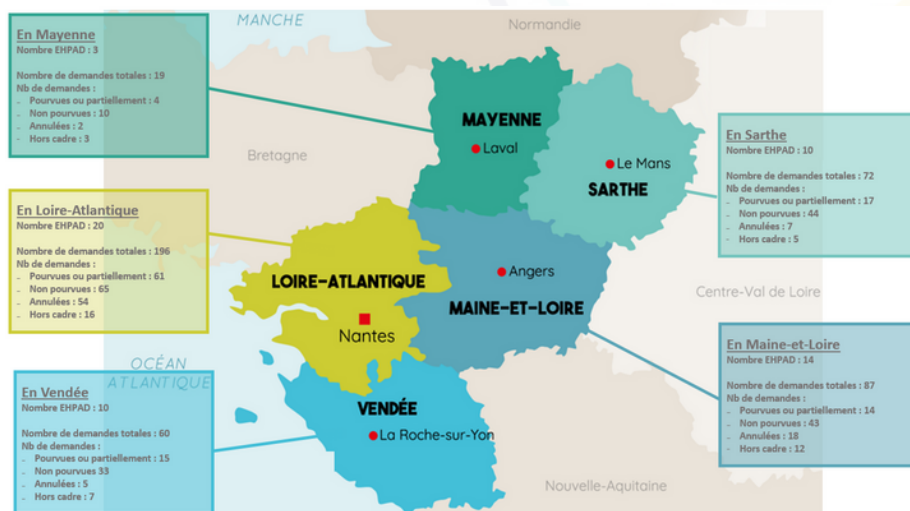 MANCHE
Normandie
En Mayenne
Nombre EHPAD : 3
Nombre de demandes totales : 19
Nb de demandes :
- Pourvues ou partiellement : 4
- Non pourvues : 10
- Annulées : 2
- Hors cadre : 3
MAYENNE
Laval
Bretagne
Le Mans
SARTHE
En Sarthe
Nombre EHPAD : 10
Nombre de demandes totales : 72
Nb de demandes :
- Pourvues ou partiellement : 17
- Non pourvues : 44
- Annulées : 7
- Hors cadre : 5
En Loire-Atlantique
Nombre EHPAD : 20
Nombre de demandes totales : 196
Nb de demandes :
- Pourvues ou partiellement : 61
- Non pourvues : 65
- Annulées : 54
- Hors cadre : 16
LOIRE-ATLANTIQUE
Nantes
Angers
MAINE-ET-LOIRE
Centre-Val de Loire
En Maine-et-Loire
Nombre EHPAD : 14
Nombre de demandes totales : 87
Nb de demandes :
- Pourvues ou partiellement : 14
- Non pourvues : 43
- Annulées : 18
- Hors cadre : 12
OCÉAN
ATLANTIQUE
En Vendée
Nombre EHPAD : 10
Nombre de demandes totales : 60
Nb de demandes :
- Pourvues ou partiellement : 15
- Non pourvues 33
- Annulées : 5
- Hors cadre : 7
VENDÉE
La Roche-sur-Yon
Nouvelle-Aquitaine